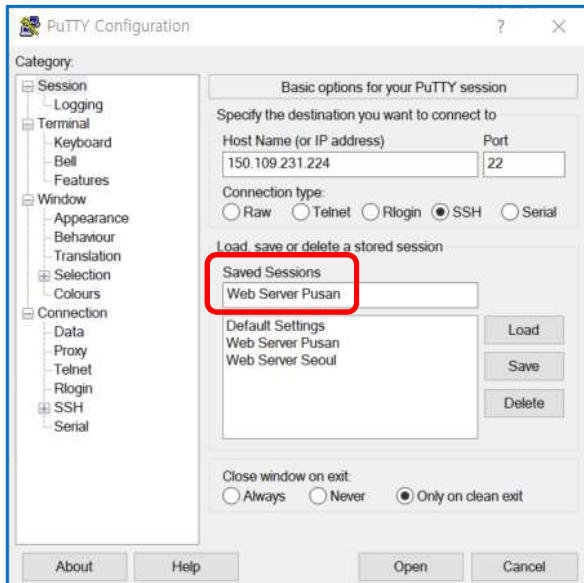 PuTTY Configuration
?
Category:
Session
Logging
Terminal
Keyboard
Bell
Features
Window
Appearance
Behaviour
Translation
Selection
Colours
Connection
Data
Proxy
Telnet
Rlogin
SSH
Serial
Basic options for your PuTTY session
Specify the destination you want to connect to
Host Name (or IP address) Port
150.109.231.224 22
Connection type:
Raw Telnet Rlogin SSH Serial
Load, save or delete a stored session
Saved Sessions
Web Server Pusan
Default Settings
Web Server Pusan
Web Server Seoul
Load
Save
Delete
Close window on exit:
Always Never Only on clean exit
About Help Open Cancel